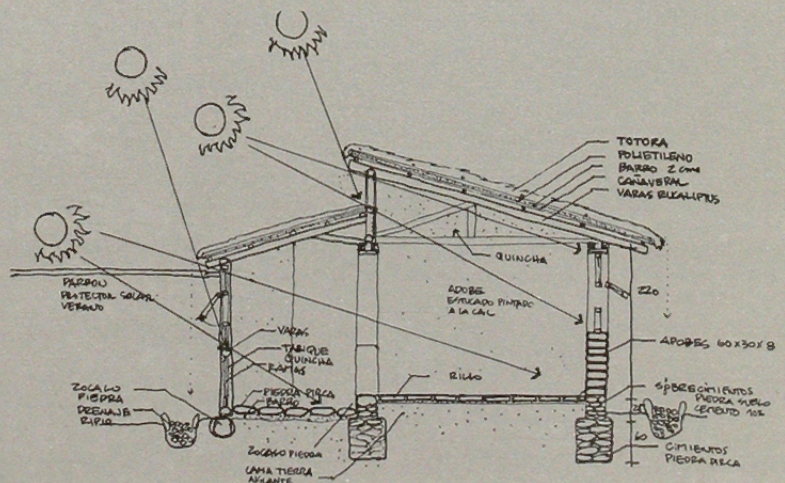 TOTORA
POLIETILENO
BARRO 2 cms
CAÑAVERAL
VARAS EUCALIPTUS
QUINCHA
PARRON
PROTECTOR SOLAR
VERANO
ADOBE
ESTUCADO PINTADO
A LA CAL
220
VARAS
TABIQUE
QUINCHA
RAMAS
ADOBES 60X30X8
RILLO
ZOCALO
PIEDRA
DRENAJE
RIPIO
PIEDRA PIRCA
BARRO
SOBRECIMIENTOS
PIEDRA SUELO
CEMENTO 10%
60
ZOCALO PIEDRA
CAMA TIERRA
AISLANTE
CIMIENTOS
PIEDRA PIRCA